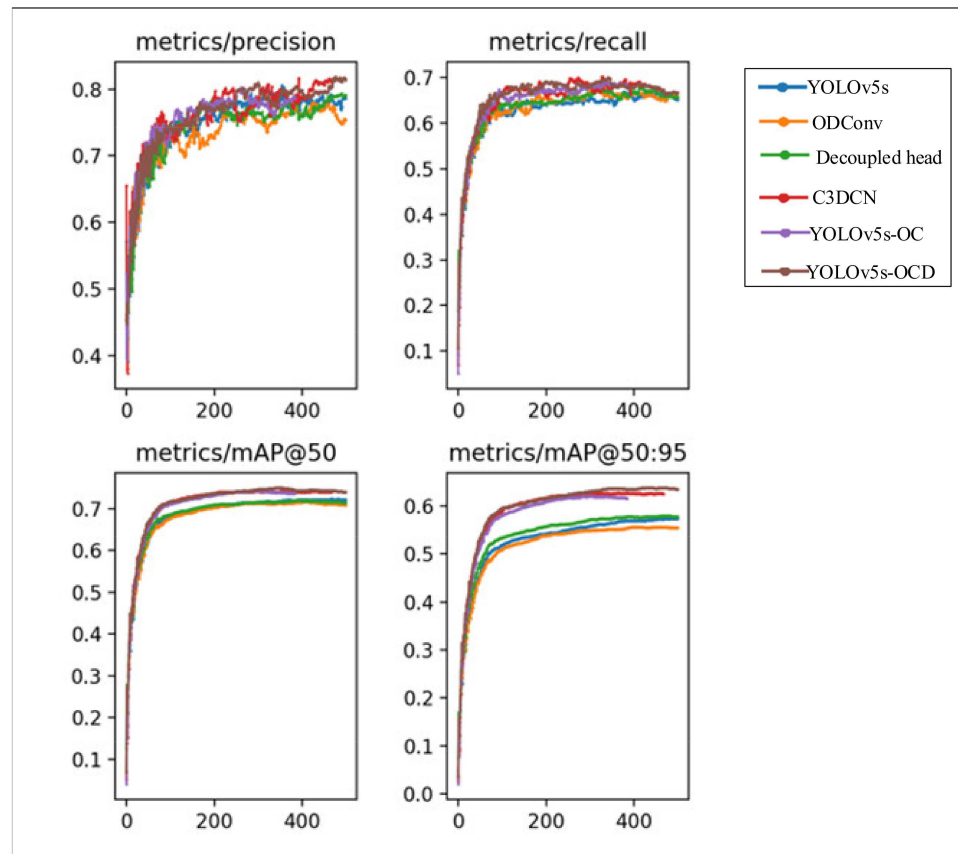 metrics/precision
metrics/recall
0.8
0.7
0.6
0.5
0.4
0 200 400
0.7
0.6
0.5
0.4
0.3
0.2
0.1
0 200 400
YOLOv5s
ODConv
Decoupled head
C3DCN
YOLOv5s-OC
YOLOv5s-OCD
metrics/mAP@50
metrics/mAP@50:95
0.7
0.6
0.5
0.4
0.3
0.2
0.1
0 200 400
0.6
0.5
0.4
0.3
0.2
0.1
0.0
0 200 400